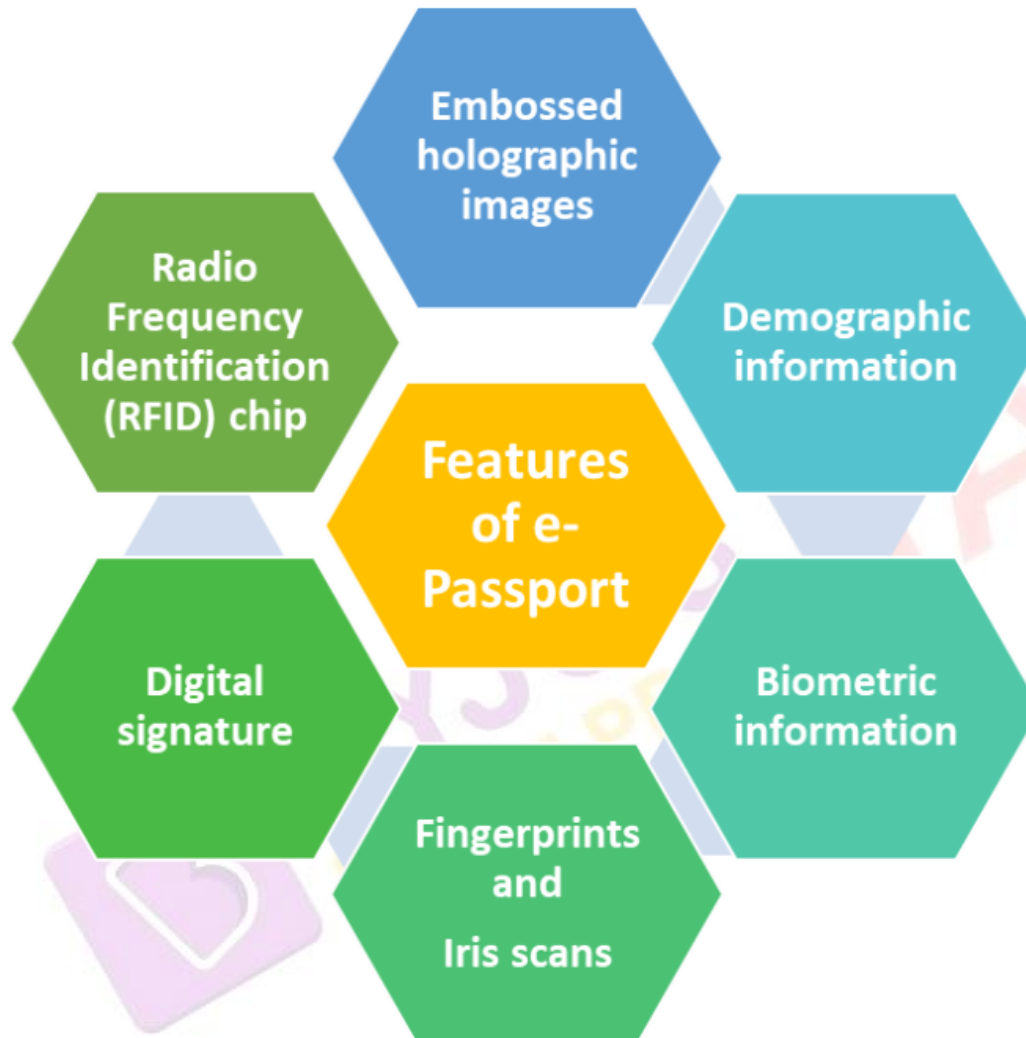 Embossed
holographic
images
Demographic
information
Biometric
information
Fingerprints
and
Iris scans
Digital
signature
Radio
Frequency
Identification
(RFID) chip
Features
of e-
Passport